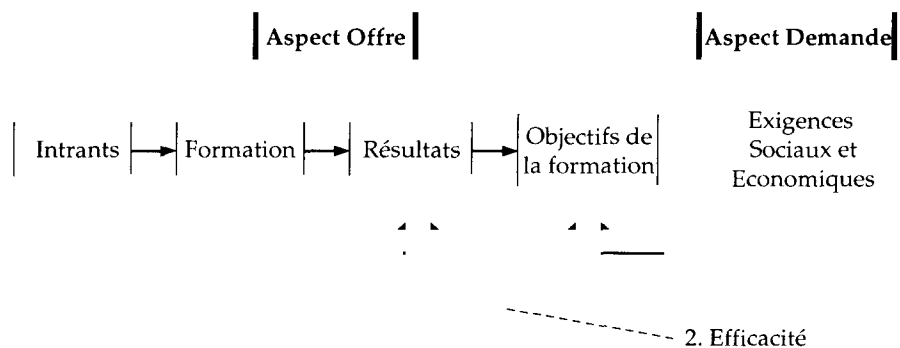 Aspect Offre
Aspect Demande
Intrants
Formation
Résultats
Objectifs de
la formation
Exigences
Sociaux et
Economiques
2. Efficacité